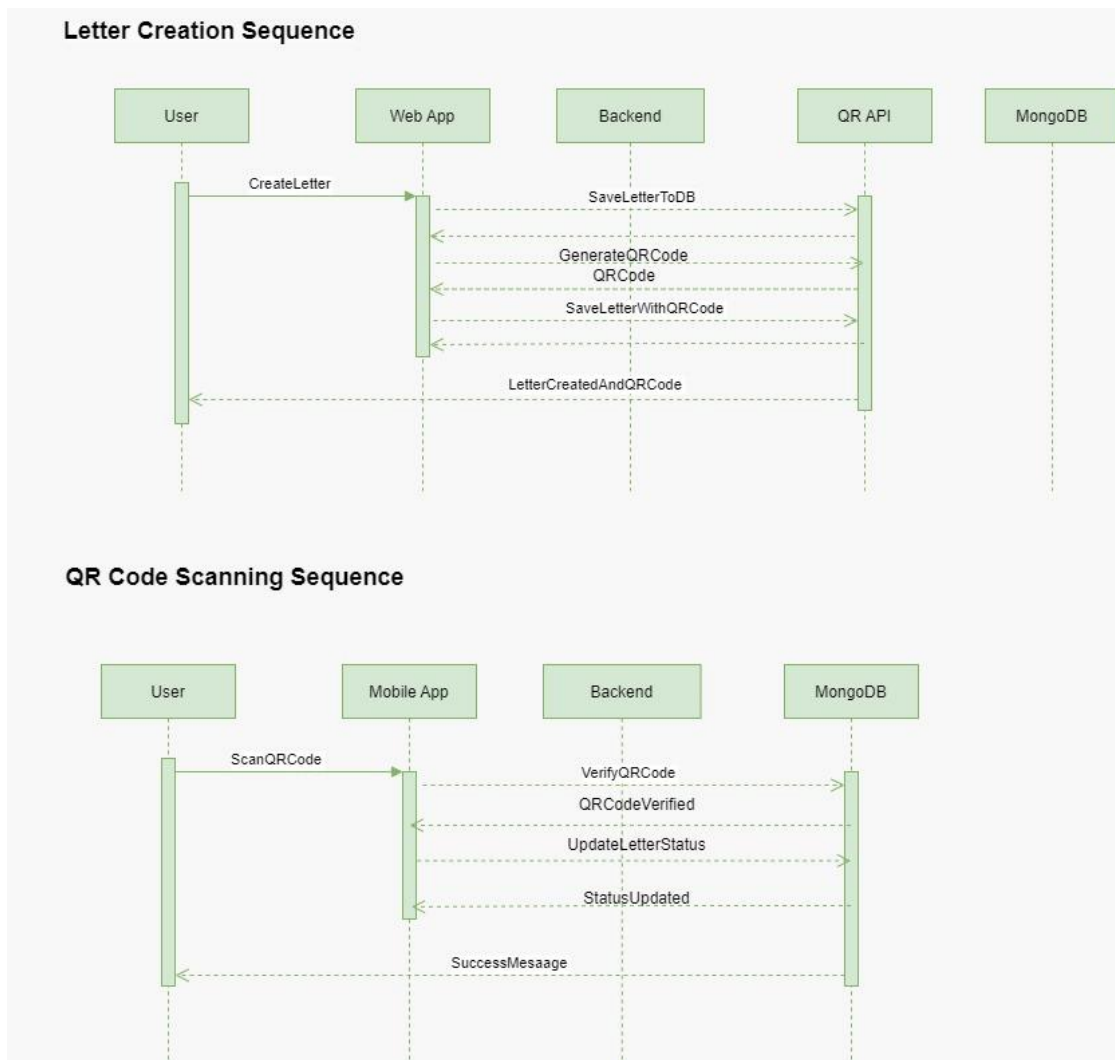 Letter Creation Sequence
User
Web App
Backend
QR API
MongoDB
CreateLetter
SaveLetterToDB
GenerateQRCode
QRCode
SaveLetterWithQRCode
LetterCreatedAndQRCode
QR Code Scanning Sequence
User
Mobile App
Backend
MongoDB
ScanQRCode
VerifyQRCode
QRCodeVerified
UpdateLetterStatus
StatusUpdated
SuccessMesaage